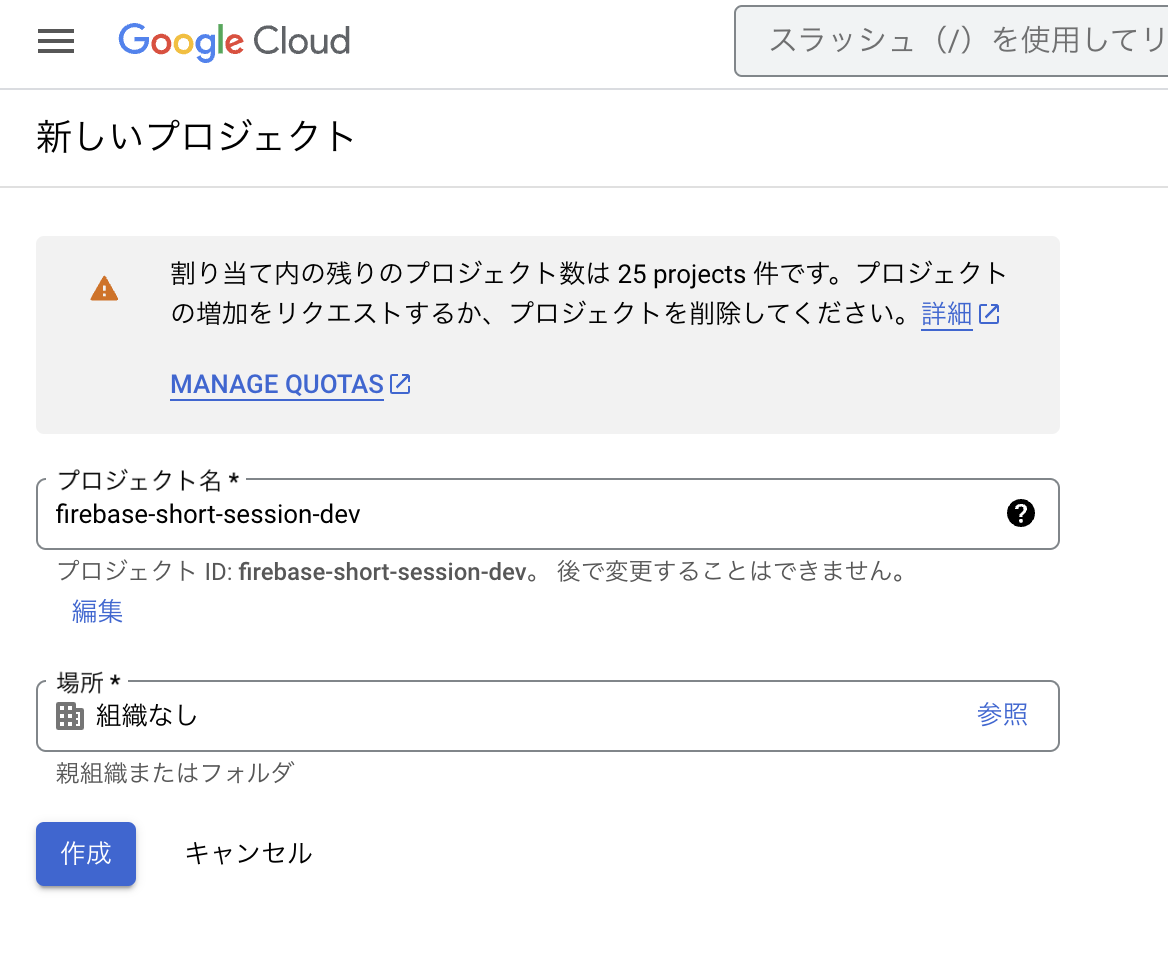 Google Cloud
スラッシュ（/）を使用してリ
新しいプロジェクト
割り当て内の残りのプロジェクト数は 25 projects 件です。プロジェクト
の増加をリクエストするか、プロジェクトを削除してください。詳細
MANAGE QUOTAS
プロジェクト名 *
firebase-short-session-dev
プロジェクト ID: firebase-short-session-dev。 後で変更することはできません。
編集
場所 *
組織なし
参照
親組織またはフォルダ
作成
キャンセル